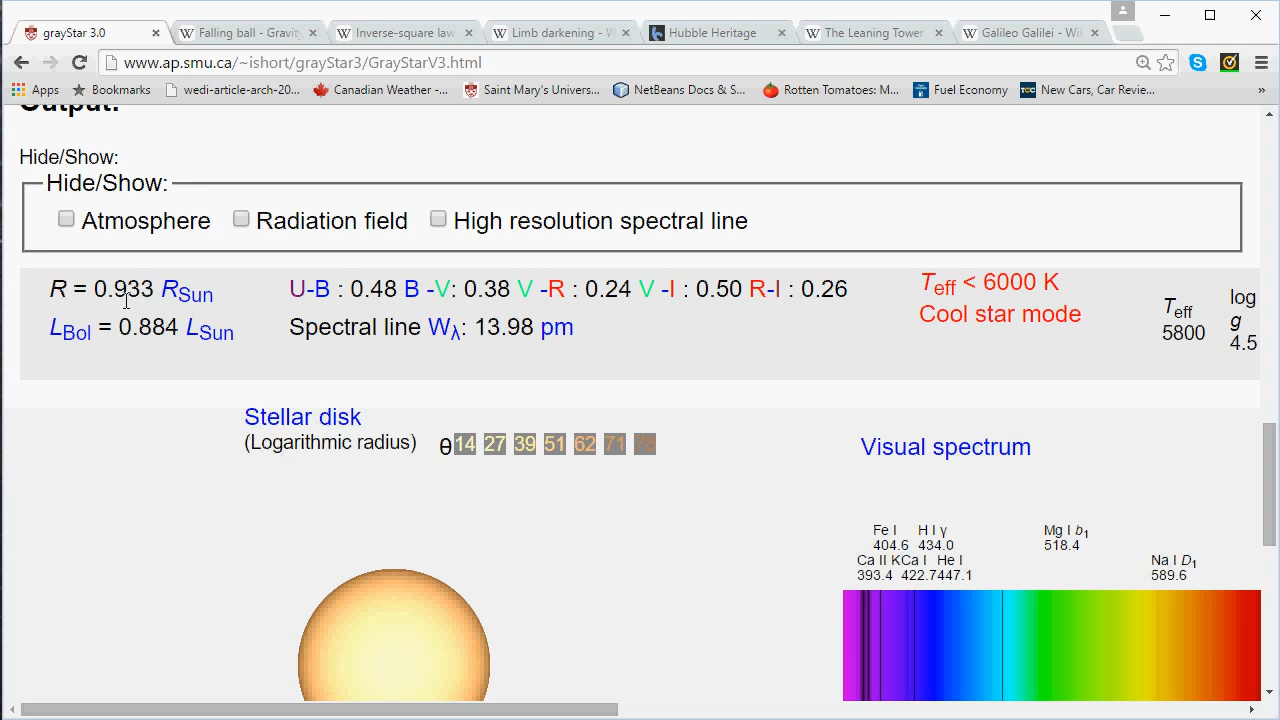 grayStar 3.0
Falling ball - Gravity
Inverse-square law
Limb darkening - W
Hubble Heritage
The Leaning Tower
Galileo Galilei - Wik
www.ap.smu.ca/~ishort/grayStar3/GrayStarV3.html
Apps
Bookmarks
nedi:article-arch-20...
Canadian Weather -...
Saint Mary's Univers...
NetBeans Docs & S...
Rotten Tomatoes: M...
Fuel Economy
New Cars, Car Revie...
»
Output:
Hide/Show:
Hide/Show:
Atmosphere
Radiation field
High resolution spectral line
R = 0.933 RSun
U-B : 0.48 B -V: 0.38 V -R : 0.24 V -I : 0.50 R-I : 0.26
LBol = 0.884 LSun
Spectral line Wλ: 13.98 pm
Teff < 6000 K
Cool star mode
Teff
5800
log
g
4.5
Stellar disk
(Logarithmic radius)
θ 14 27 39 51 62 71 78
Visual spectrum
Fe I H I γ Mg I b1
404.6 434.0 518.4
Ca II K Ca I He I Na I D1
393.4 422.7 447.1 589.6